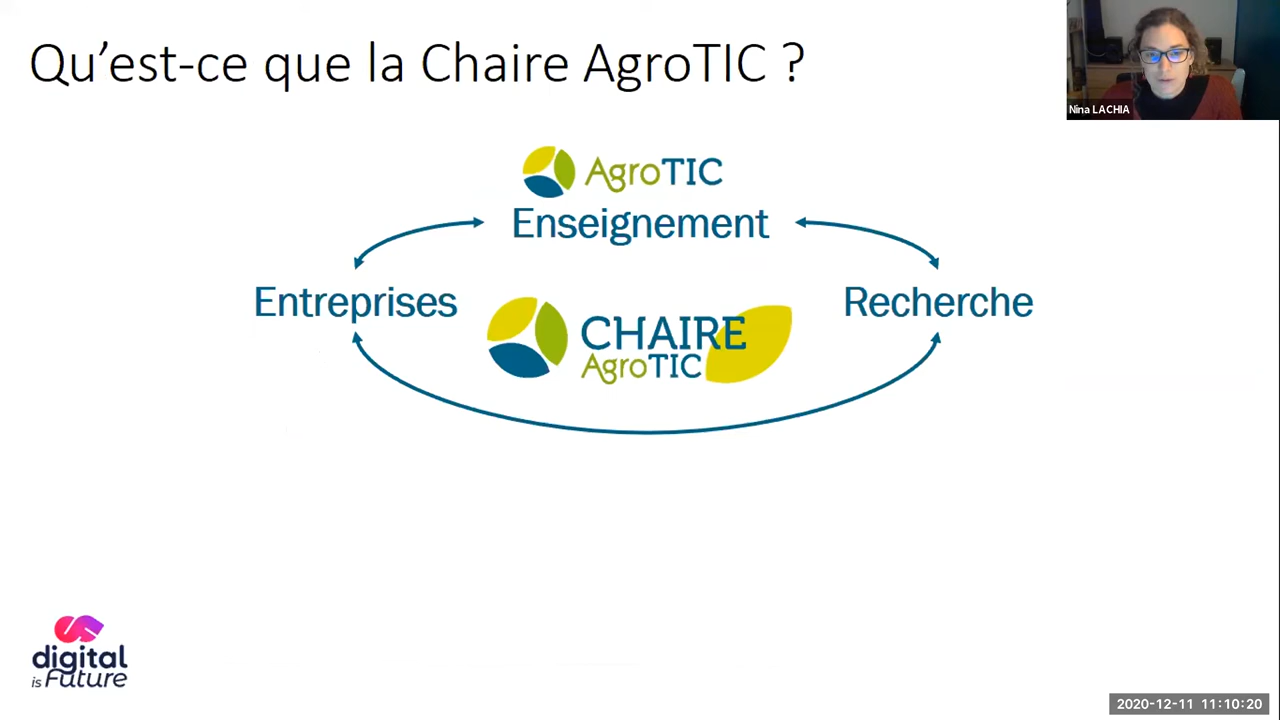 Qu’est-ce que la Chaire AgroTIC ?
Nina LACHIA
AgroTIC
Enseignement
Entreprises
Recherche
CHAIRE
AgroTIC
digital
is Future
2020-12-11 11:10:20